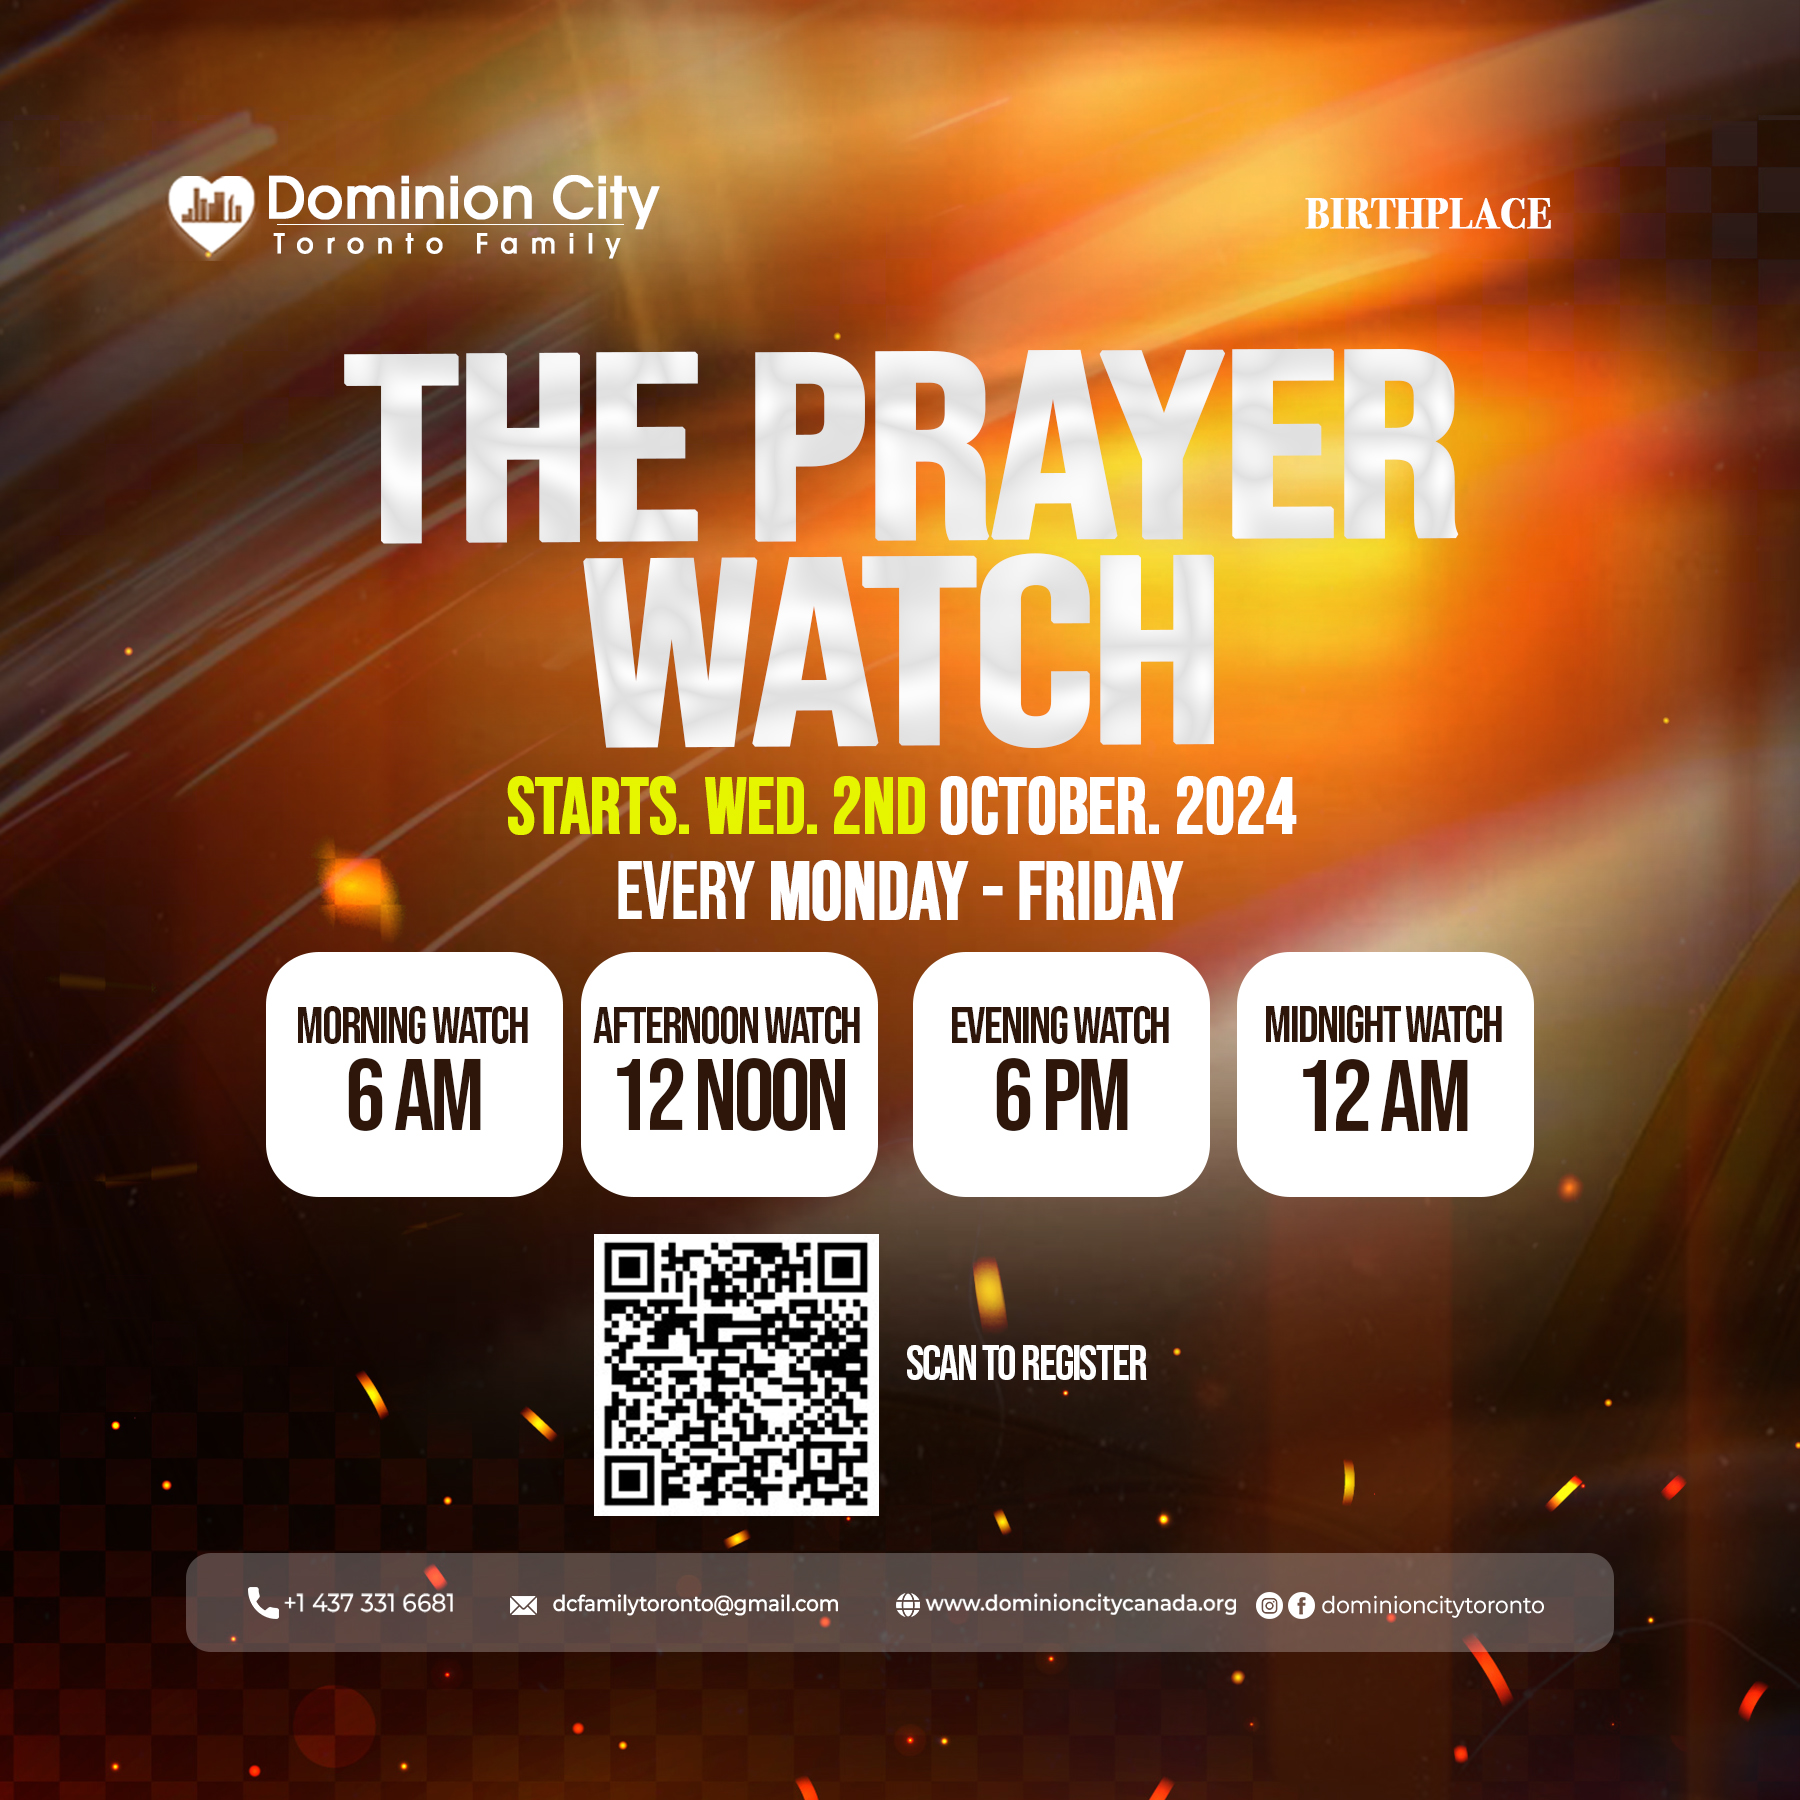 Dominion City
Toronto Family
BIRTHPLACE
THE PRAYER
WATCH
STARTS. WED. 2ND OCTOBER. 2024
EVERY MONDAY - FRIDAY
MORNING WATCH
6 AM
AFTERNOON WATCH
12 NOON
EVENING WATCH
6 PM
MIDNIGHT WATCH
12 AM
SCAN TO REGISTER
+1 437 331 6681
dcfamilytoronto@gmail.com
www.dominioncitycanada.org
dominioncitytoronto